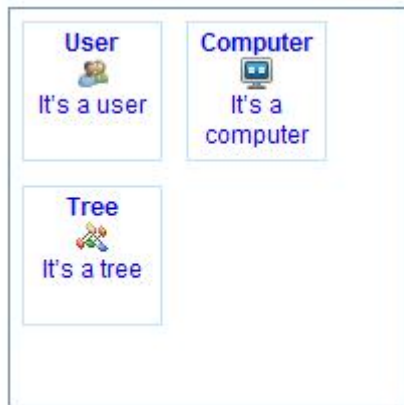 User
It's a user
Computer
It's a
computer
Tree
It's a tree